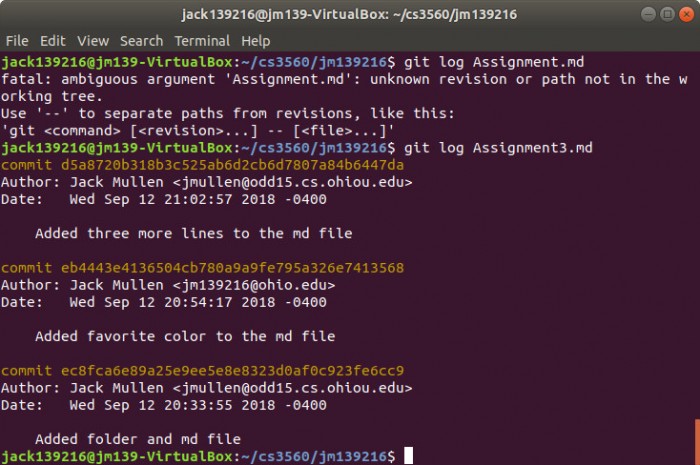 jack139216@jm139-VirtualBox: ~/cs3560/jm139216
File Edit View Search Terminal Help
jack139216@jm139-VirtualBox:~/cs3560/jm139216$ git log Assignment.md
fatal: ambiguous argument 'Assignment.md': unknown revision or path not in the w
orking tree.
Use '--' to separate paths from revisions, like this:
'git <command> [<revision>...] -- [<file>...]'
jack139216@jm139-VirtualBox:~/cs3560/jm139216$ git log Assignment3.md
commit d5a8720b318b3c525ab6d2cb6d7807a84b6447da
Author: Jack Mullen <jmullen@odd15.cs.ohiou.edu>
Date:   Wed Sep 12 21:02:57 2018 -0400
    Added three more lines to the md file
commit eb4443e4136504cb780a9a9fe795a326e7413568
Author: Jack Mullen <jm139216@ohio.edu>
Date:   Wed Sep 12 20:54:17 2018 -0400
    Added favorite color to the md file
commit ec8fca6e89a25e9ee5e8e8323d0af0c923fe6cc9
Author: Jack Mullen <jmullen@odd15.cs.ohiou.edu>
Date:   Wed Sep 12 20:33:55 2018 -0400
    Added folder and md file
jack139216@jm139-VirtualBox:~/cs3560/jm139216$